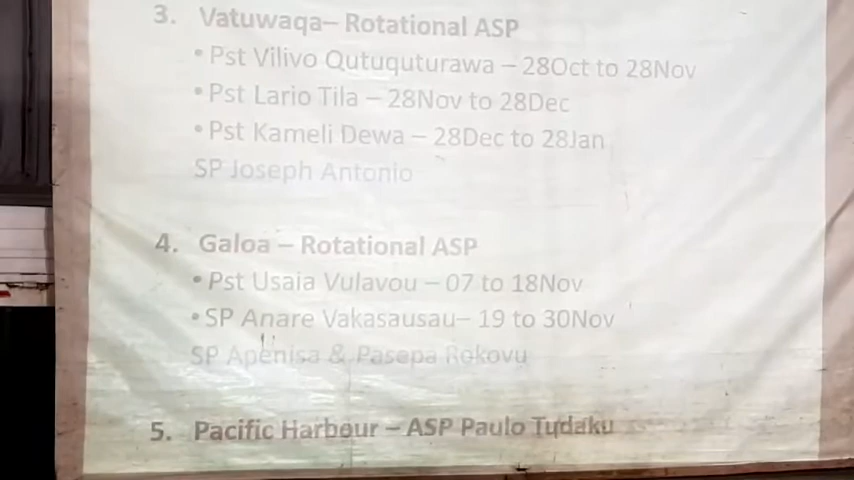 3. Vatuwaqa– Rotational ASP
• Pst Vilivo Qutuquturawa – 28Oct to 28Nov
• Pst Lario Tila – 28Nov to 28Dec
• Pst Kameli Dewa – 28Dec to 28Jan
SP Joseph Antonio
4. Galoa – Rotational ASP
• Pst Usaia Vulavou – 07 to 18Nov
• SP Anare Vakasausau– 19 to 30Nov
SP Apenisa & Pasepa Rokovu
5. Pacific Harbour – ASP Paulo Tudaku